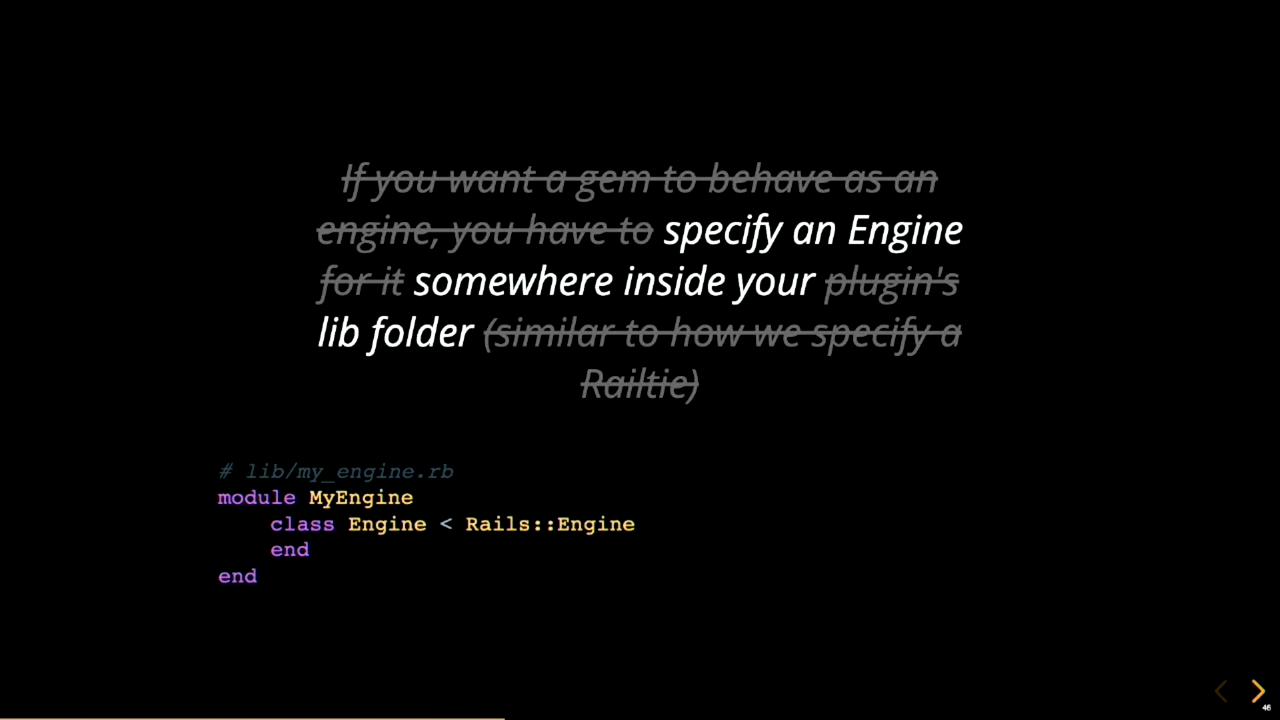 If you want a gem to behave as an
engine, you have to specify an Engine
for it somewhere inside your plugin's
lib folder (similar to how we specify a
Railtie)
# lib/my_engine.rb
module MyEngine
    class Engine < Rails::Engine
    end
end
46